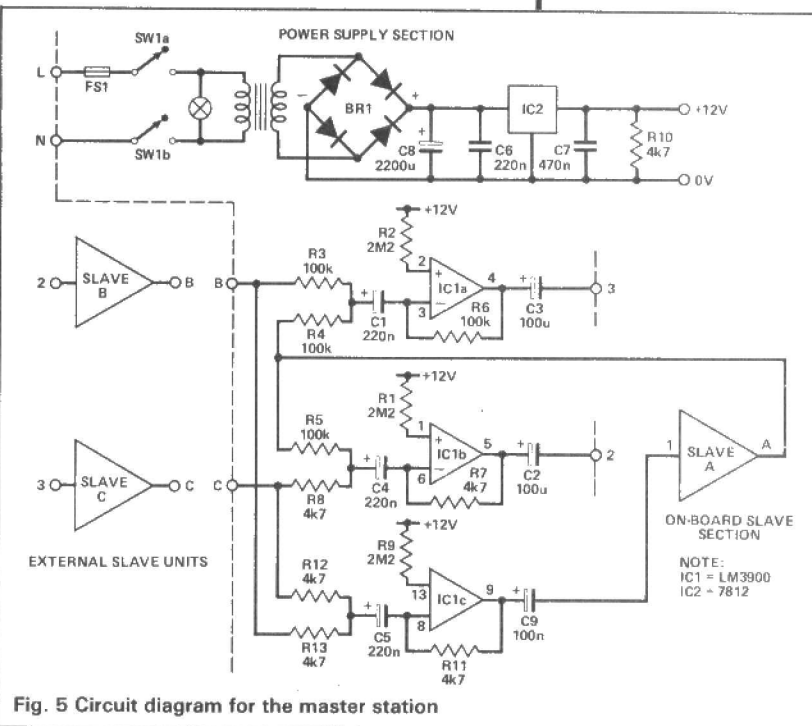 POWER SUPPLY SECTION
SW1a
L
FS1
BR1
IC2
+12V
C8
2200u
C6
220n
C7
470n
R10
4k7
N
SW1b
0V
+12V
R2
2M2
R3
100k
2
4
IC1a
3
2
SLAVE
B
B
B
R4
100k
C1
220n
R6
100k
C3
100u
3
+12V
R1
2M2
R5
100k
1
5
IC1b
6
3
SLAVE
C
C
C
R8
4k7
C4
220n
R7
4k7
C2
100u
2
1
SLAVE
A
A
ON-BOARD SLAVE
SECTION
EXTERNAL SLAVE UNITS
+12V
R9
2M2
R12
4k7
13
9
IC1c
8
R13
4k7
C5
220n
R11
4k7
C9
100n
NOTE:
IC1 = LM3900
IC2 = 7812
Fig. 5 Circuit diagram for the master station